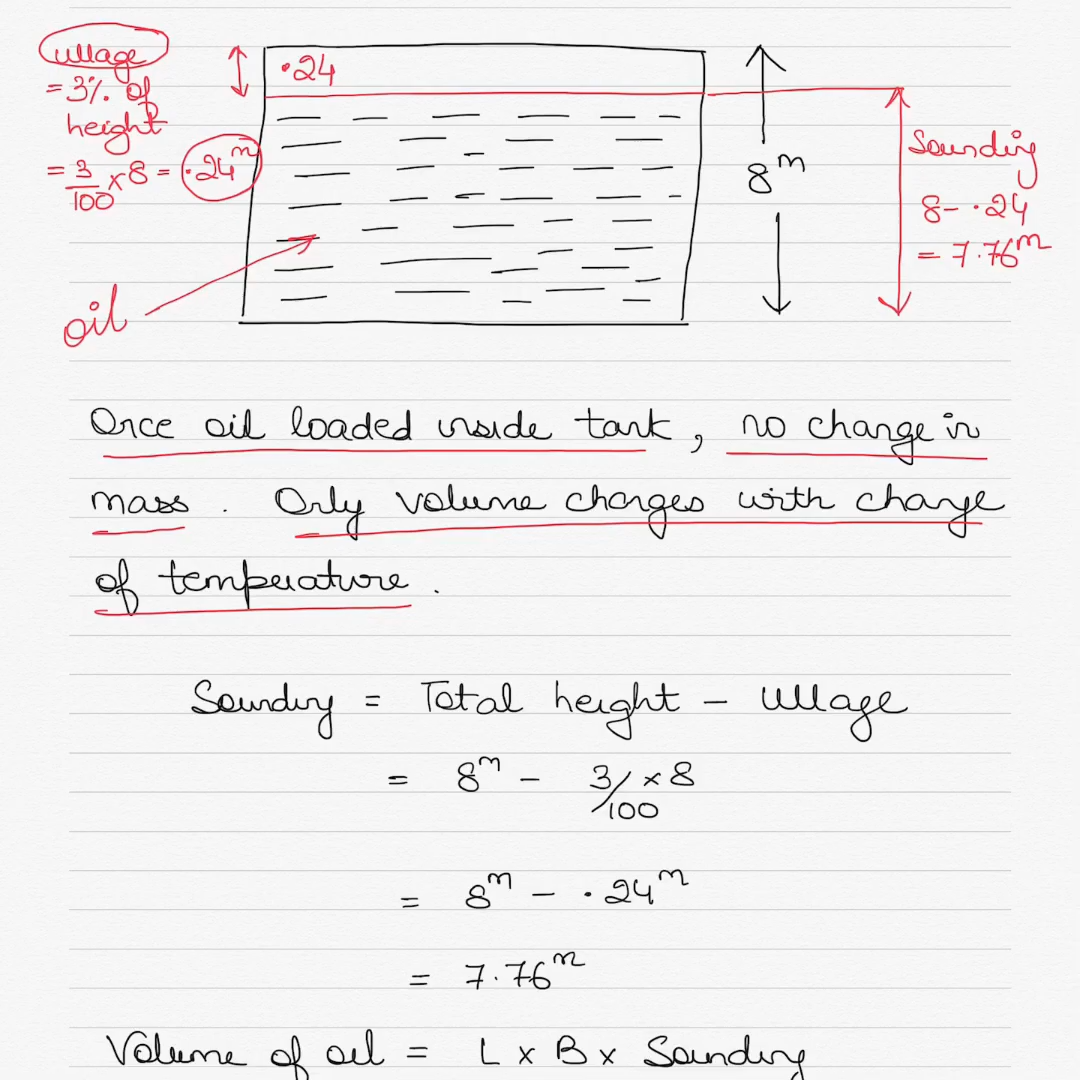 ullage
= 3% of
height
= 3/100 x 8 = .24m
.24
8m
Sounding
8 - .24
= 7.76m
oil
Once oil loaded inside tank, no change in
mass. Only volume changes with change
of temperature.
Sounding = Total height - Ullage
= 8m - 3/100 x 8
= 8m - .24m
= 7.76m
Volume of oil = L x B x Sounding